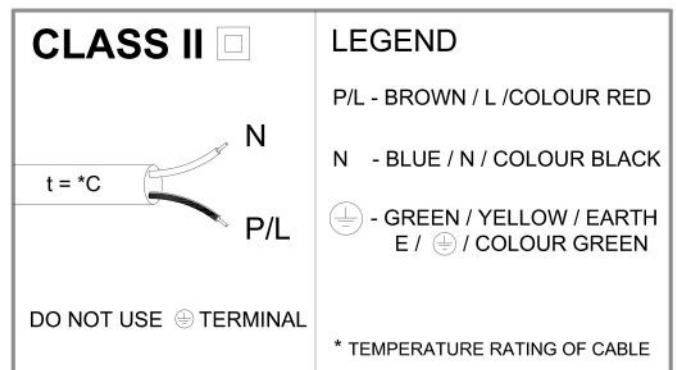 CLASS II
N
t = *C
P/L
DO NOT USE ⏚ TERMINAL
LEGEND
P/L - BROWN / L /COLOUR RED
N - BLUE / N / COLOUR BLACK
⏚ - GREEN / YELLOW / EARTH
E / ⏚ / COLOUR GREEN
* TEMPERATURE RATING OF CABLE